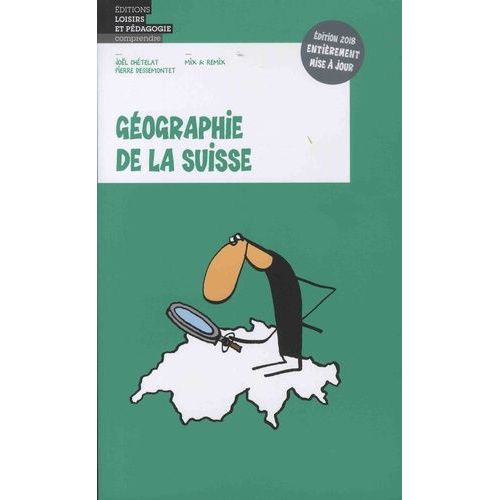 ÉDITIONS
LOISIRS
ET PÉDAGOGIE
comprendre
JOËL CHÉTELAT
PIERRE DESSEMONTET
MIX & REMIX
ÉDITION 2018
ENTIÈREMENT
MISE À JOUR
GÉOGRAPHIE
DE LA SUISSE